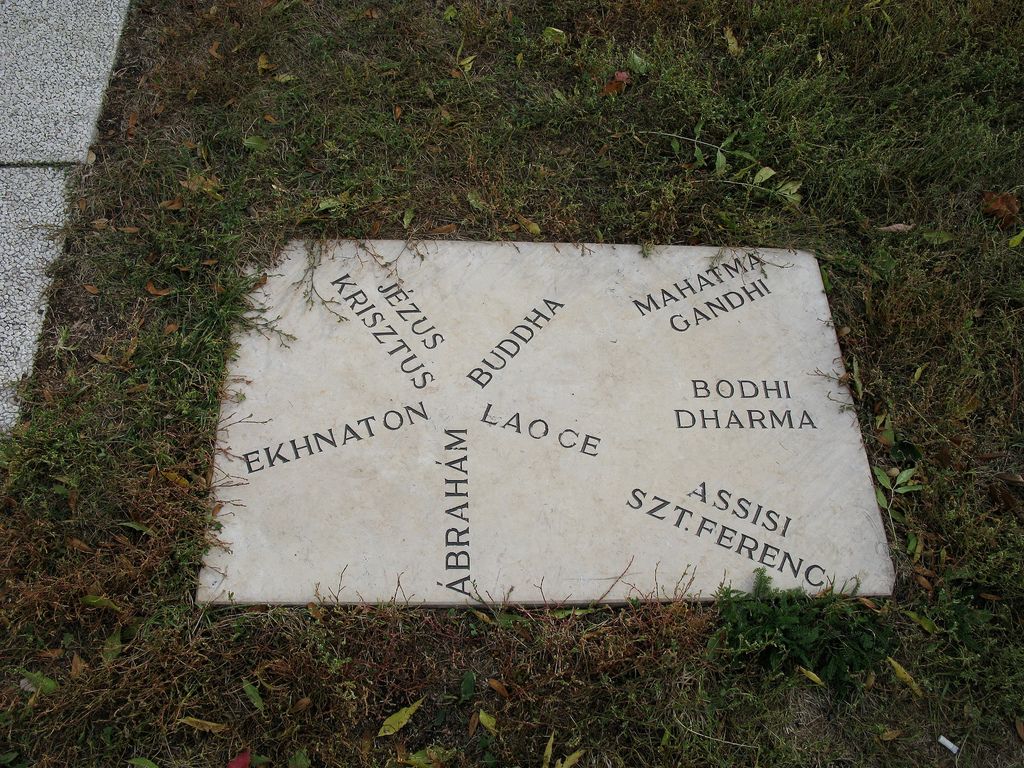 JÉZUS
KRISZTUS
BUDDHA
MAHATMA
GANDHI
EKHNATON
LAO CE
BODHI
DHARMA
ÁBRAHÁM
ASSISI
SZT.FERENC